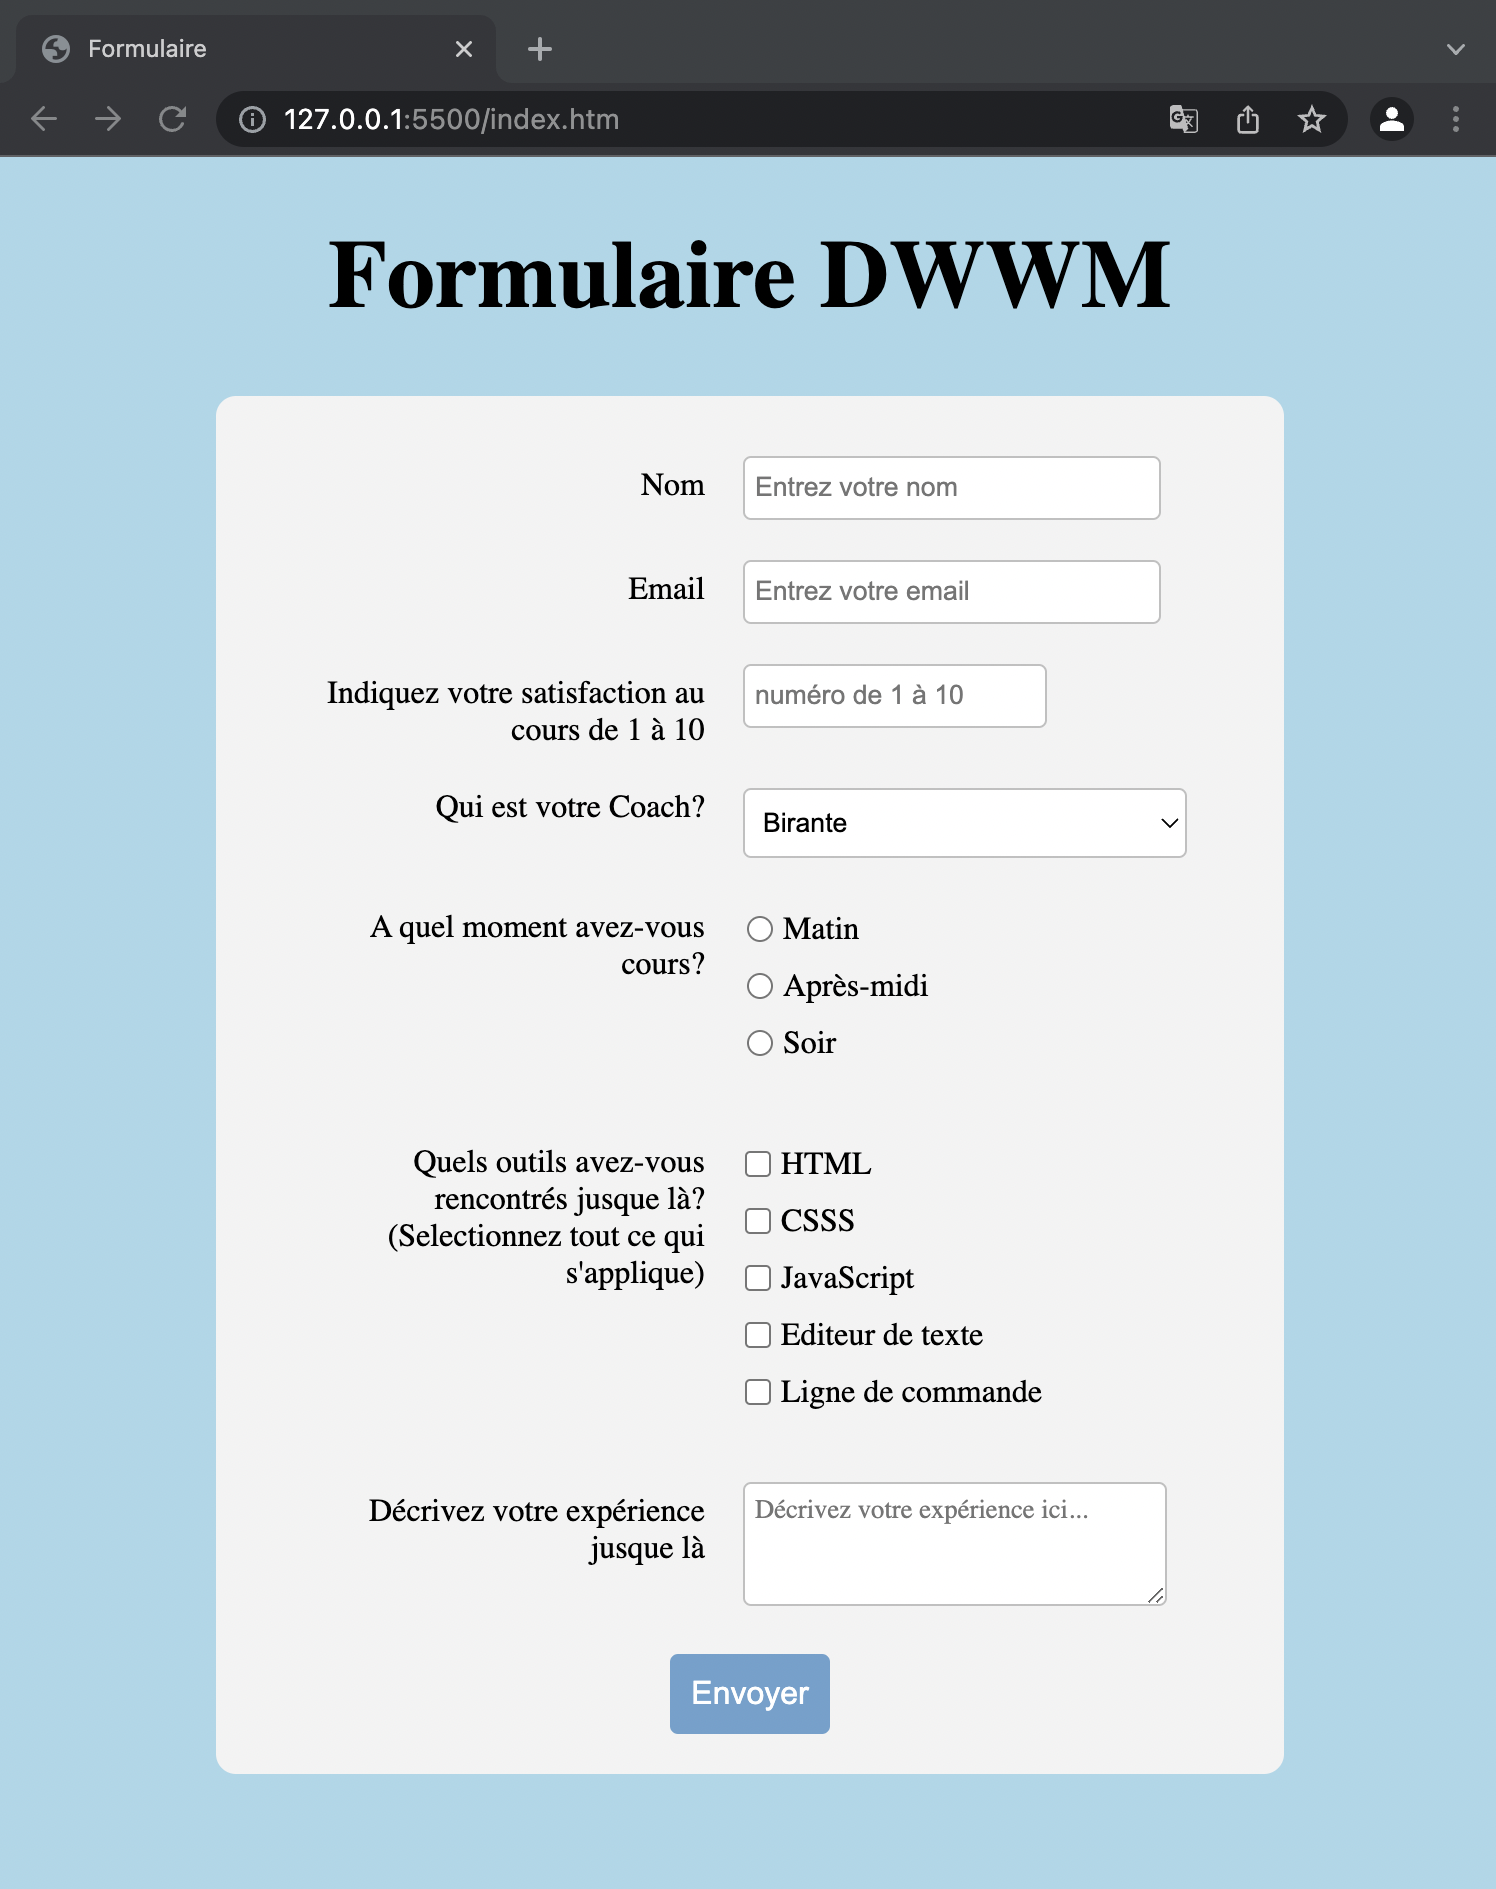 Formulaire
127.0.0.1:5500/index.htm
Formulaire DWWM
Nom
Entrez votre nom
Email
Entrez votre email
Indiquez votre satisfaction au
cours de 1 à 10
numéro de 1 à 10
Qui est votre Coach?
Birante
A quel moment avez-vous
cours?
Matin
Après-midi
Soir
Quels outils avez-vous
rencontrés jusque là?
(Selectionnez tout ce qui
s'applique)
HTML
CSSS
JavaScript
Editeur de texte
Ligne de commande
Décrivez votre expérience
jusque là
Décrivez votre expérience ici...
Envoyer